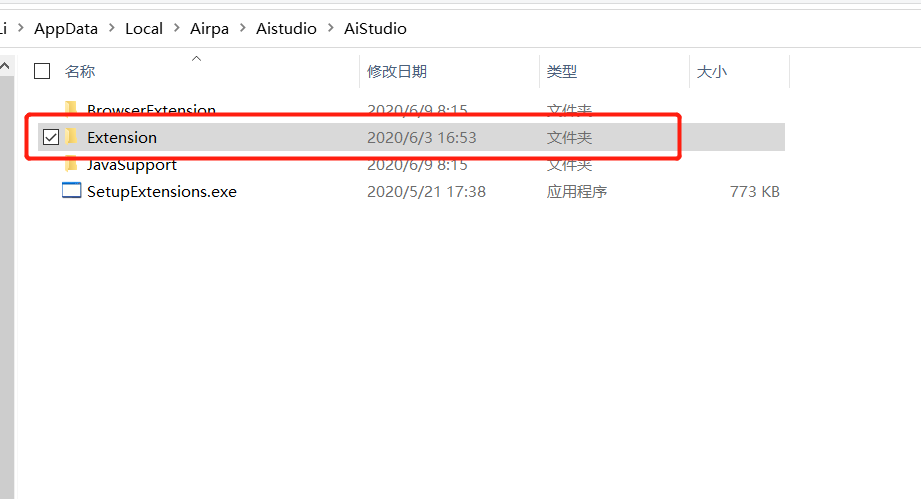 Li > AppData > Local > Airpa > Aistudio > AiStudio
名称 修改日期 类型 大小
BrowserExtension 2020/6/9 8:15 文件夹
Extension 2020/6/3 16:53 文件夹
JavaSupport 2020/6/9 8:15 文件夹
SetupExtensions.exe 2020/5/21 17:38 应用程序 773 KB